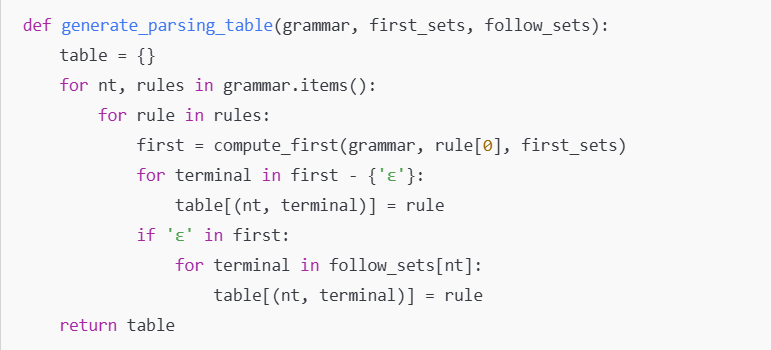 def generate_parsing_table(grammar, first_sets, follow_sets):
    table = {}
    for nt, rules in grammar.items():
        for rule in rules:
            first = compute_first(grammar, rule[0], first_sets)
            for terminal in first - {'ε'}:
                table[(nt, terminal)] = rule
            if 'ε' in first:
                for terminal in follow_sets[nt]:
                    table[(nt, terminal)] = rule
    return table